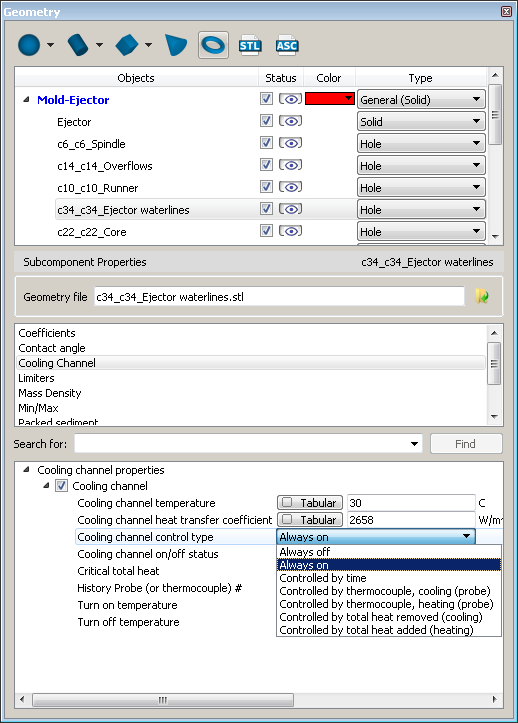 Geometry
STL ASC
Objects Status Color Type
Mold-Ejector General (Solid)
Ejector Solid
c6_c6_Spindle Hole
c14_c14_Overflows Hole
c10_c10_Runner Hole
c34_c34_Ejector waterlines Hole
c22_c22_Core Hole
Subcomponent Properties c34_c34_Ejector waterlines
Geometry file c34_c34_Ejector waterlines.stl
Coefficients
Contact angle
Cooling Channel
Limiters
Mass Density
Min/Max
Packed sediment
Search for: Find
Cooling channel properties
Cooling channel
Cooling channel temperature Tabular 30 C
Cooling channel heat transfer coefficient Tabular 2658 W/m
Cooling channel control type Always on
Cooling channel on/off status Always off
Always on
Critical total heat Controlled by time
History Probe (or thermocouple) # Controlled by thermocouple, cooling (probe)
Turn on temperature Controlled by thermocouple, heating (probe)
Controlled by total heat removed (cooling)
Turn off temperature Controlled by total heat added (heating)